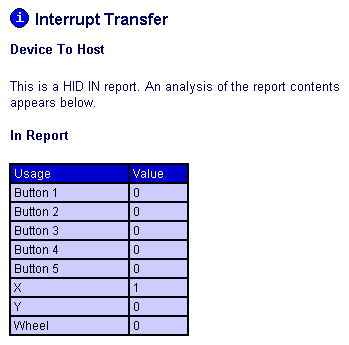 Interrupt Transfer
Device To Host
This is a HID IN report. An analysis of the report contents
appears below.
In Report
Usage Value
Button 1 0
Button 2 0
Button 3 0
Button 4 0
Button 5 0
X 1
Y 0
Wheel 0